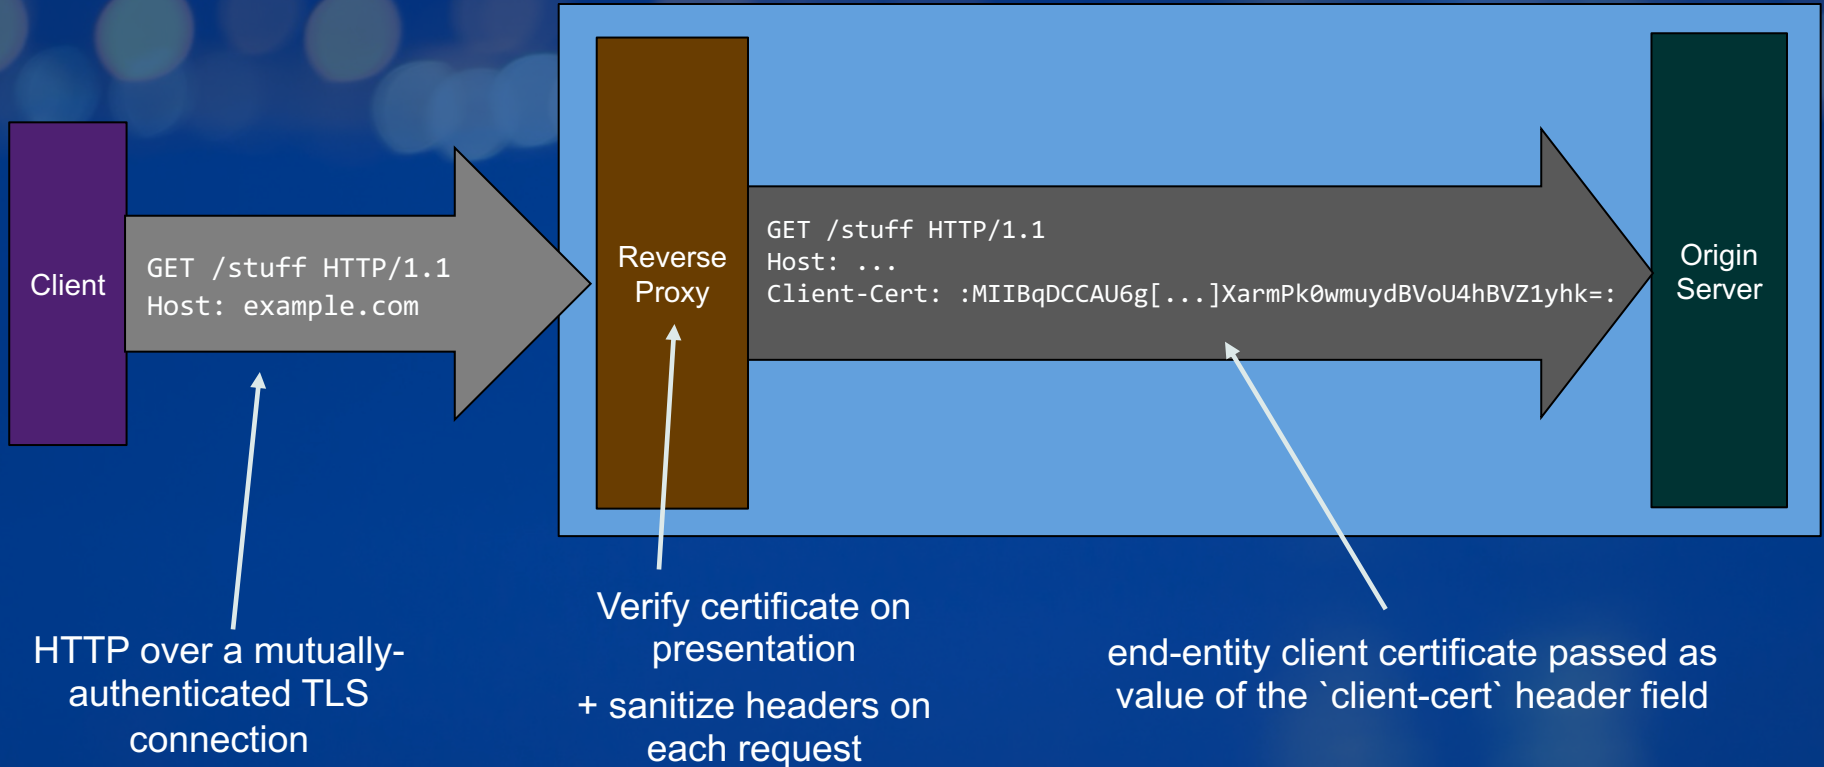 Client
GET /stuff HTTP/1.1
Host: example.com
Reverse
Proxy
GET /stuff HTTP/1.1
Host: ...
Client-Cert: :MIIBqDCCAU6g[...]XarmPk0wmuydBVoU4hBVZ1yhk=:
Origin
Server
HTTP over a mutually-
authenticated TLS
connection
Verify certificate on
presentation
+ sanitize headers on
each request
end-entity client certificate passed as
value of the `client-cert` header field